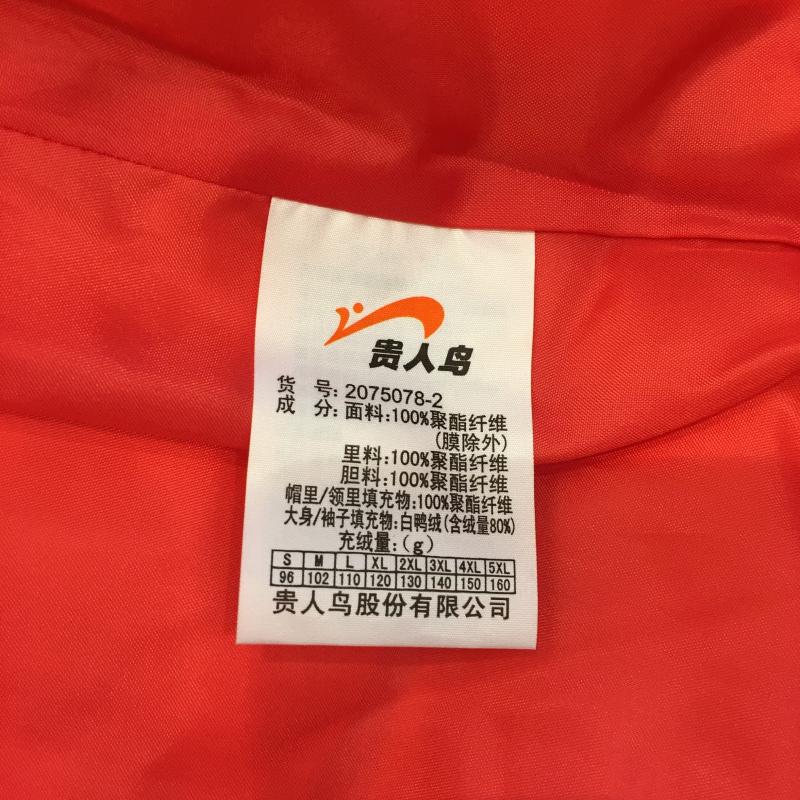 贵人鸟
货 号: 2075078-2
成 分: 面料: 100%聚酯纤维
(膜除外)
里料: 100%聚酯纤维
胆料: 100%聚酯纤维
帽里/领里填充物: 100%聚酯纤维
大身/袖子填充物: 白鸭绒(含绒量80%)
充绒量: (g)
S M L XL 2XL 3XL 4XL 5XL
96 102 110 120 130 140 150 160
贵人鸟股份有限公司